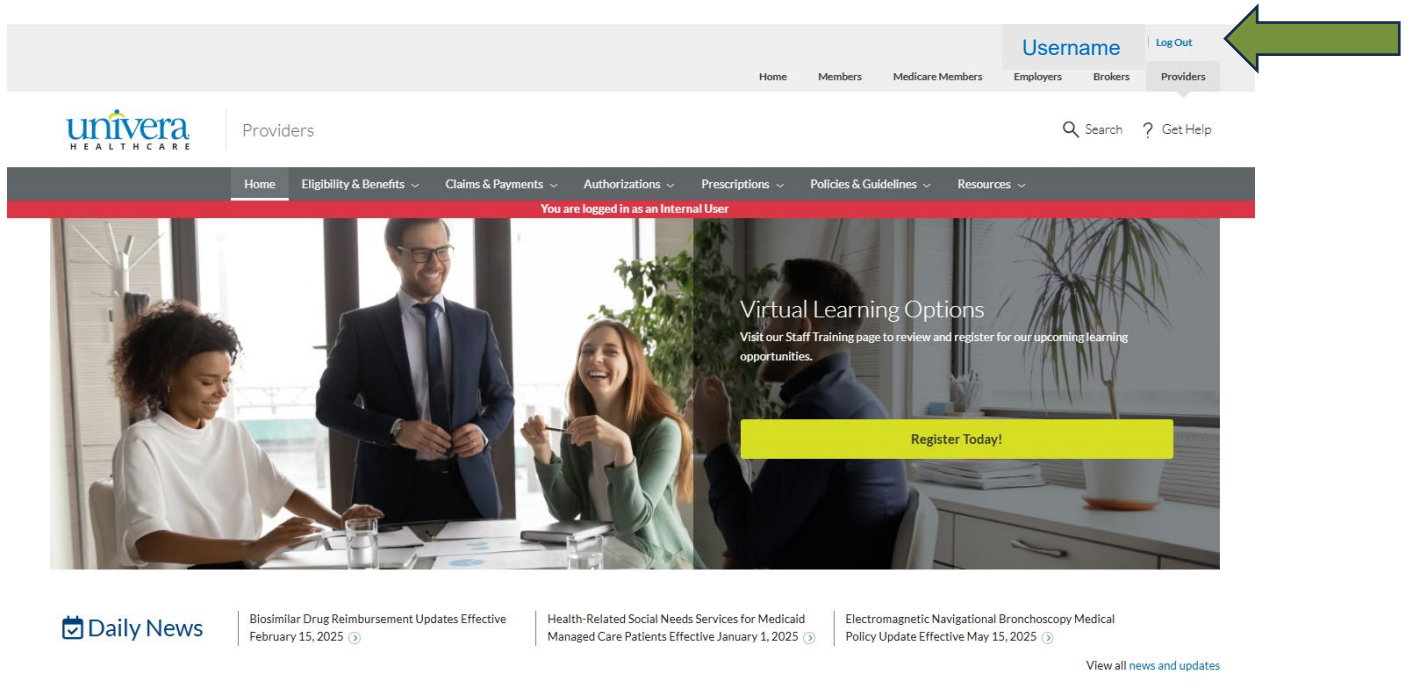 Username Log Out
Home Members Medicare Members Employers Brokers Providers
univera
HEALTHCARE
Providers
Search ? Get Help
Home Eligibility & Benefits Claims & Payments Authorizations Prescriptions Policies & Guidelines Resources
You are logged in as an Internal User
Virtual Learning Options
Visit our Staff Training page to review and register for our upcoming learning
opportunities.
Register Today!
Daily News
Biosimilar Drug Reimbursement Updates Effective
February 15, 2025
Health-Related Social Needs Services for Medicaid
Managed Care Patients Effective January 1, 2025
Electromagnetic Navigational Bronchoscopy Medical
Policy Update Effective May 15, 2025
View all news and updates